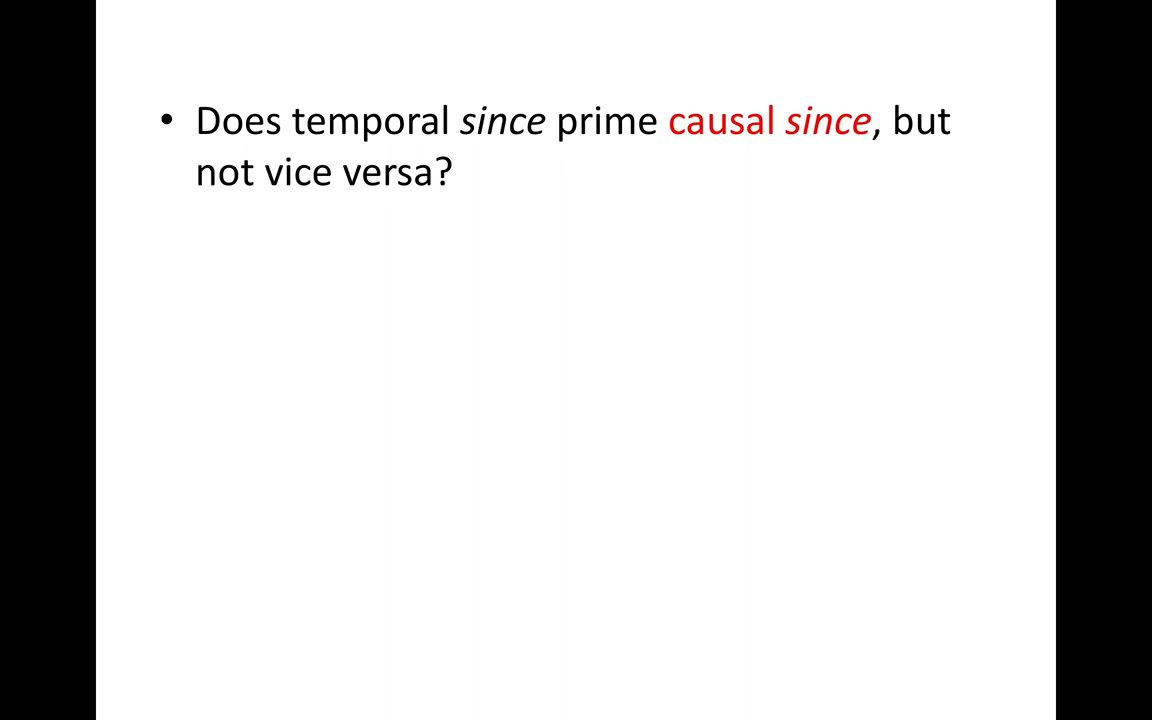 • Does temporal since prime causal since, but
not vice versa?